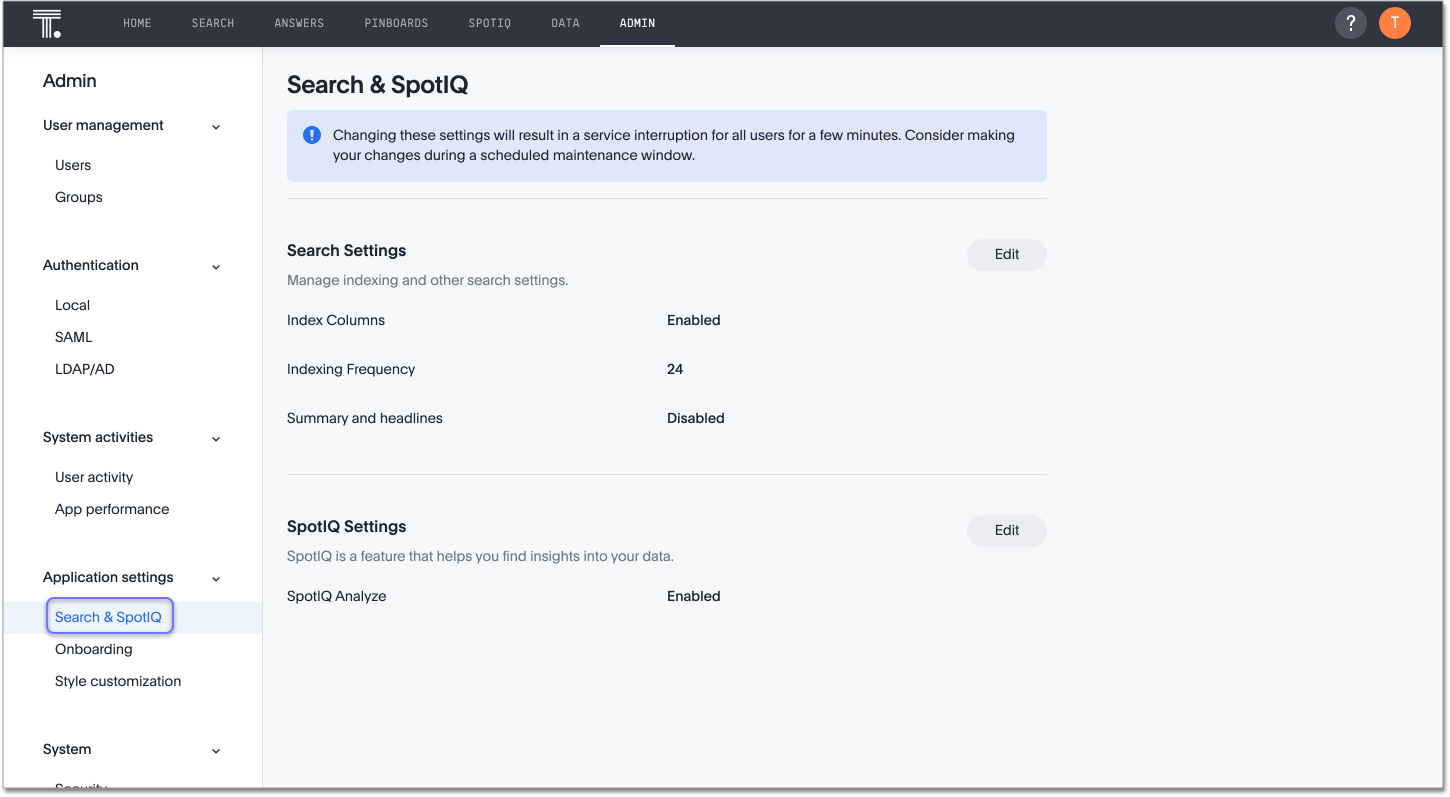 T.
HOME SEARCH ANSWERS PINBOARDS SPOTIQ DATA ADMIN
? T
Admin
User management
Users
Groups
Authentication
Local
SAML
LDAP/AD
System activities
User activity
App performance
Application settings
Search & SpotIQ
Onboarding
Style customization
System
Security
Search & SpotIQ
! Changing these settings will result in a service interruption for all users for a few minutes. Consider making
your changes during a scheduled maintenance window.
Search Settings
Edit
Manage indexing and other search settings.
Index Columns Enabled
Indexing Frequency 24
Summary and headlines Disabled
SpotIQ Settings
Edit
SpotIQ is a feature that helps you find insights into your data.
SpotIQ Analyze Enabled